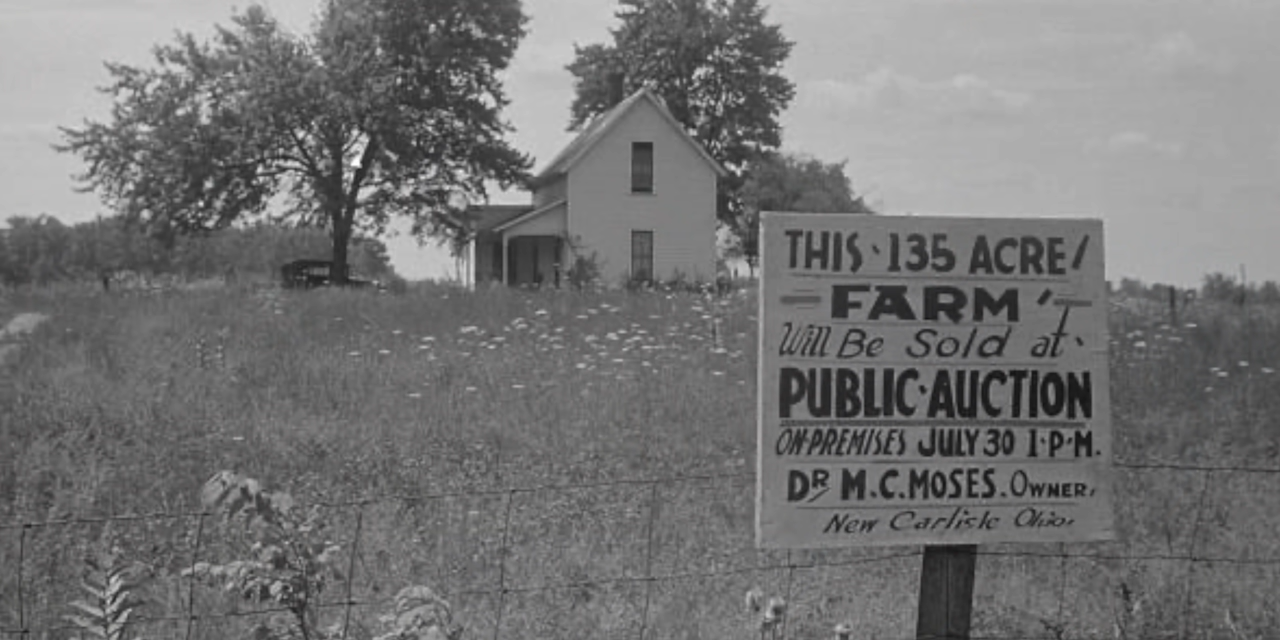 THIS · 135 ACRE
FARM
Will Be Sold at
PUBLIC·AUCTION
ON·PREMISES JULY 30 1·P·M.
DR M.C.MOSES. OWNER,
New Carlisle Ohio.